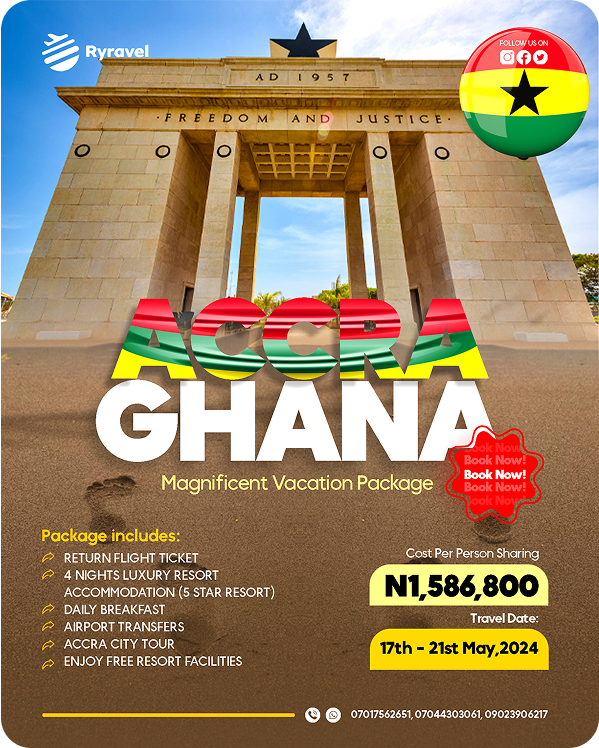 Ryravel
FOLLOW US ON
AD 1957
·FREEDOM AND JUSTICE·
ACCRA
GHANA
Magnificent Vacation Package
Book Now!
Book Now!
Book Now!
Book Now!
Book Now!
Package includes:
RETURN FLIGHT TICKET
4 NIGHTS LUXURY RESORT
ACCOMMODATION (5 STAR RESORT)
DAILY BREAKFAST
AIRPORT TRANSFERS
ACCRA CITY TOUR
ENJOY FREE RESORT FACILITIES
Cost Per Person Sharing
N1,586,800
Travel Date:
17th - 21st May,2024
07017562651, 07044303061, 09023906217